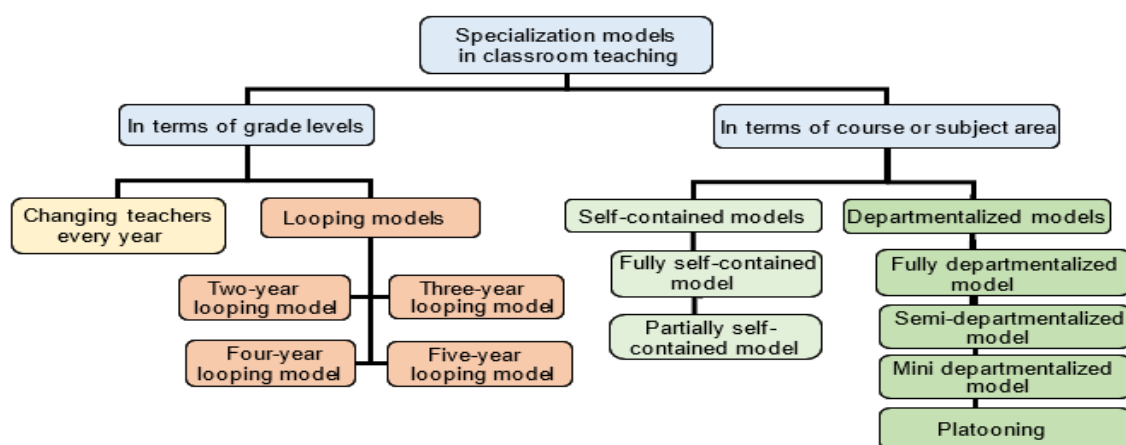 Specialization models
in classroom teaching
In terms of grade levels
In terms of course or subject area
Changing teachers
every year
Looping models
Self-contained models
Departmentalized models
Two-year
looping model
Three-year
looping model
Four-year
looping model
Five-year
looping model
Fully self-contained
model
Partially self-
contained model
Fully departmentalized
model
Semi-departmentalized
model
Mini departmentalized
model
Platooning